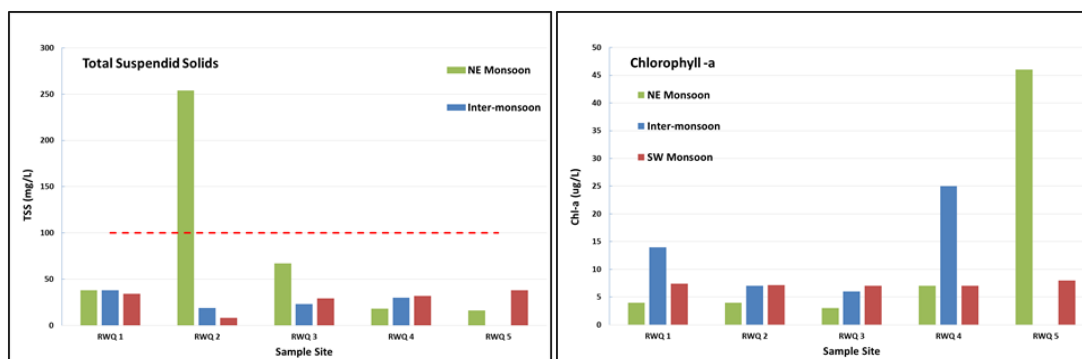 Total Suspendid Solids
NE Monsoon
Inter-monsoon
TSS (mg/L)
300
250
200
150
100
50
0
RWQ 1 RWQ 2 RWQ 3 RWQ 4 RWQ 5
Sample Site
Chlorophyll -a
NE Monsoon
Inter-monsoon
SW Monsoon
Chl-a (ug/L)
50
45
40
35
30
25
20
15
10
5
0
RWQ 1 RWQ 2 RWQ 3 RWQ 4 RWQ 5
Sample Site